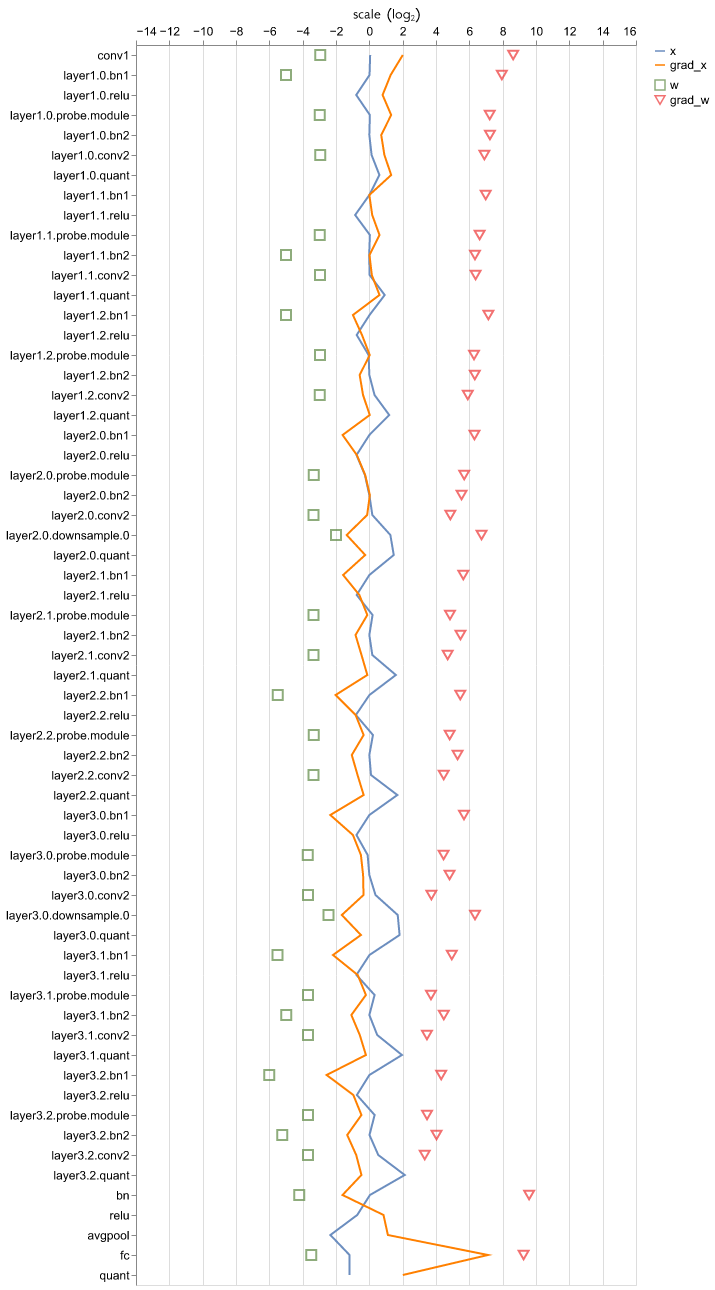 scale (log₂)
−14 −12 −10 −8 −6 −4 −2 0 2 4 6 8 10 12 14 16
x
grad_x
w
grad_w
conv1
layer1.0.bn1
layer1.0.relu
layer1.0.probe.module
layer1.0.bn2
layer1.0.conv2
layer1.0.quant
layer1.1.bn1
layer1.1.relu
layer1.1.probe.module
layer1.1.bn2
layer1.1.conv2
layer1.1.quant
layer1.2.bn1
layer1.2.relu
layer1.2.probe.module
layer1.2.bn2
layer1.2.conv2
layer1.2.quant
layer2.0.bn1
layer2.0.relu
layer2.0.probe.module
layer2.0.bn2
layer2.0.conv2
layer2.0.downsample.0
layer2.0.quant
layer2.1.bn1
layer2.1.relu
layer2.1.probe.module
layer2.1.bn2
layer2.1.conv2
layer2.1.quant
layer2.2.bn1
layer2.2.relu
layer2.2.probe.module
layer2.2.bn2
layer2.2.conv2
layer2.2.quant
layer3.0.bn1
layer3.0.relu
layer3.0.probe.module
layer3.0.bn2
layer3.0.conv2
layer3.0.downsample.0
layer3.0.quant
layer3.1.bn1
layer3.1.relu
layer3.1.probe.module
layer3.1.bn2
layer3.1.conv2
layer3.1.quant
layer3.2.bn1
layer3.2.relu
layer3.2.probe.module
layer3.2.bn2
layer3.2.conv2
layer3.2.quant
bn
relu
avgpool
fc
quant